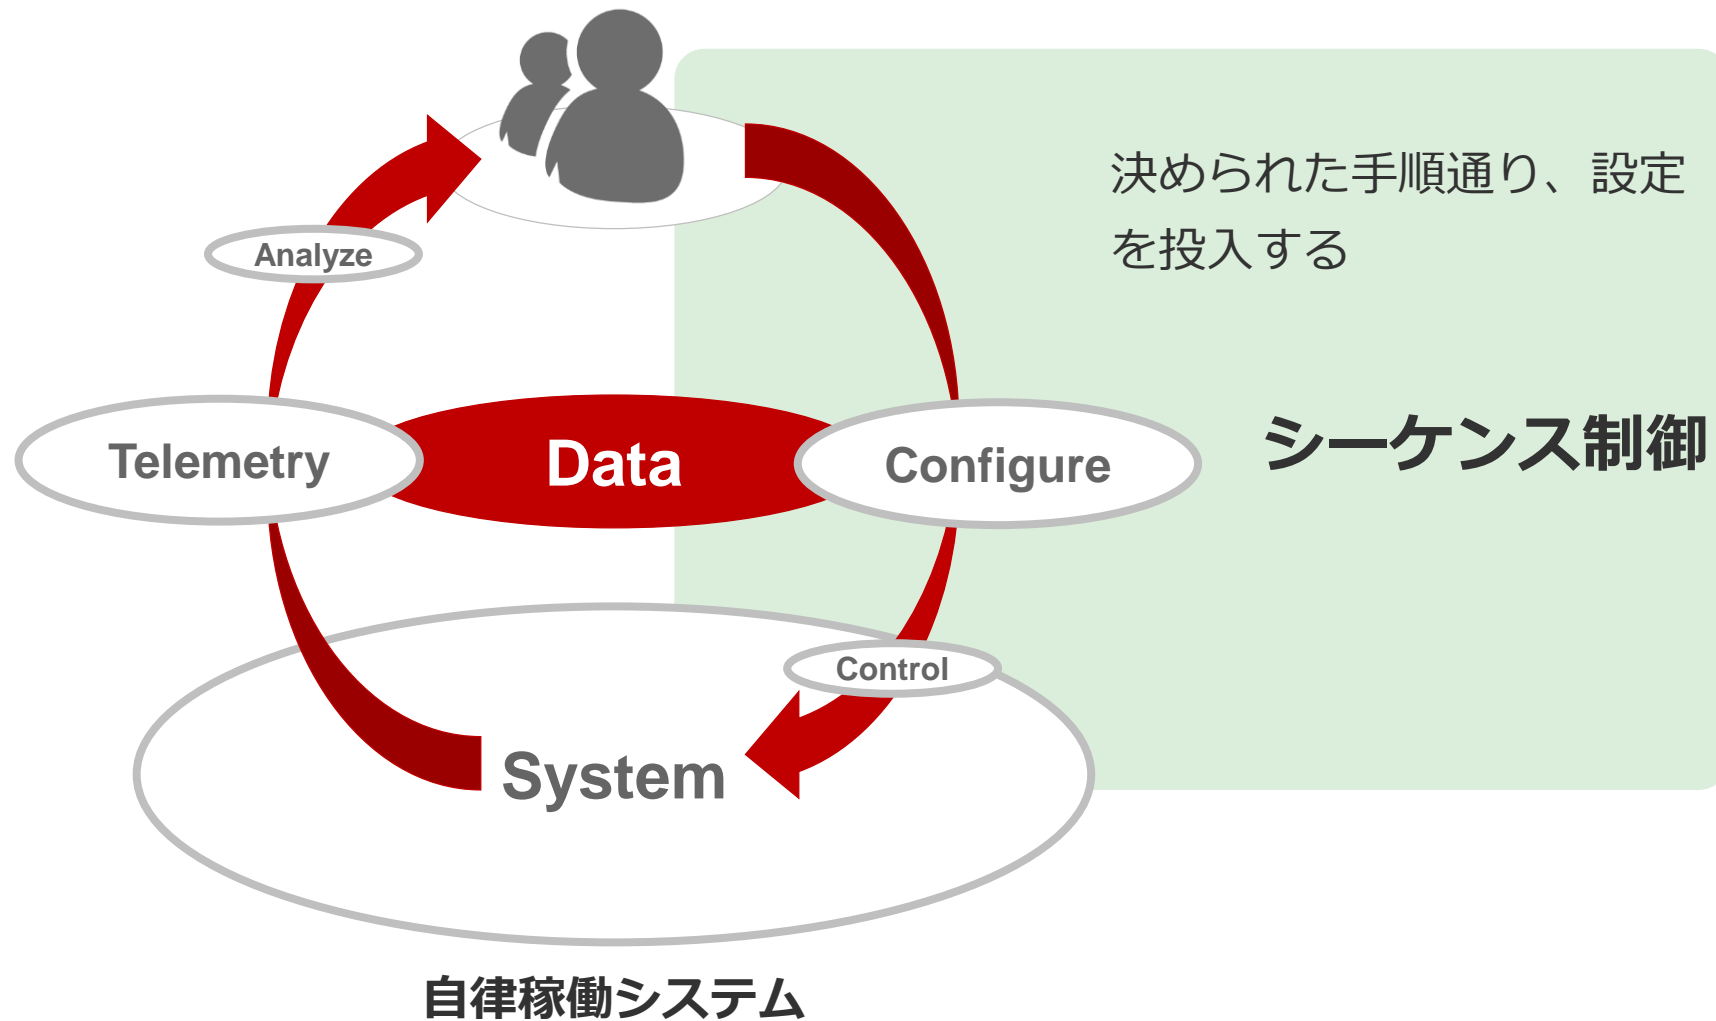 決められた手順通り、設定
を投入する
Analyze
シーケンス制御
Telemetry
Data
Configure
Control
System
自律稼働システム